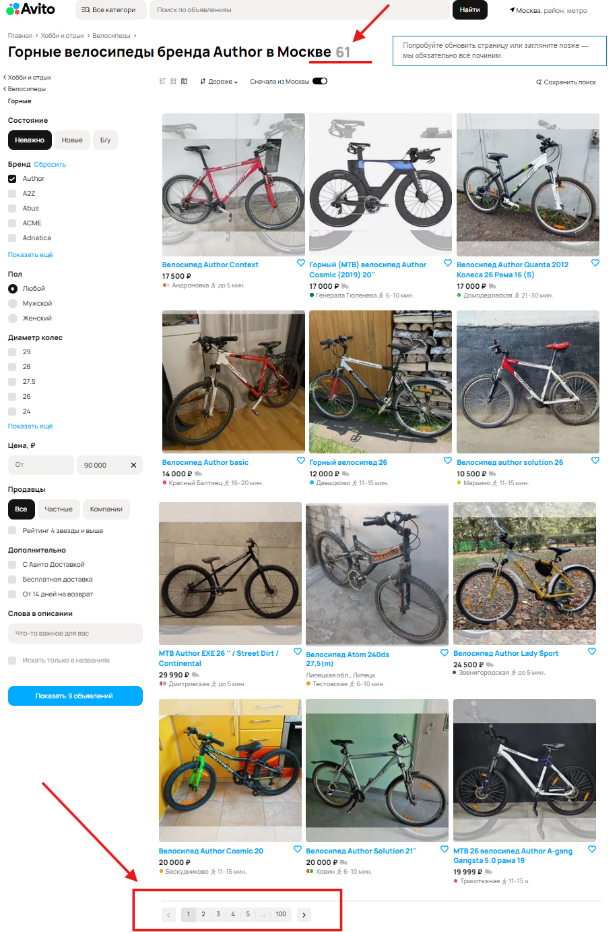 Avito
Все категори
Поиск по объявлениям
Найти
Москва, район, метро
Главная › Хобби и отдых › Велосипеды ›
Горные велосипеды бренда Author в Москве 61
Попробуйте обновить страницу или загляните позже —
мы обязательно всё починим.
Хобби и отдых
Велосипеды
Горные
Дороже
Сначала из Москвы
Сохранить поиск
Состояние
Неважно Новые Б/у
Бренд Сбросить
Author
A2Z
Abus
ACME
Adriatica
Показать ещё
Пол
Любой
Мужской
Женский
Диаметр колес
29
28
27.5
26
24
Показать ещё
Цена, ₽
От 90 000
Продавцы
Все Частные Компании
Рейтинг 4 звезды и выше
Дополнительно
С Авито Доставкой
Бесплатная доставка
От 14 дней на возврат
Слова в описании
Что-то важное для вас
Искать только в названиях
Показать 9 объявлений
Велосипед Author Context
17 500 ₽
Андроновка до 5 мин.
Горный (MTB) велосипед Author
Cosmic (2019) 20"
17 000 ₽
Генерала Тюленева 6–10 мин.
Велосипед Author Quanta 2012
Колеса 26 Рама 16 (S)
17 000 ₽
Домодедовская 21–30 мин.
Велосипед Author basic
14 000 ₽
Красный Балтиец 16–20 мин.
Горный велосипед 26
12 000 ₽
Давыдково 11–15 мин.
Велосипед author solution 26
10 500 ₽
Марьино 11–15 мин.
MTB Author EXE 26 '' / Street Dirt /
Continental
29 990 ₽
Дмитровская до 5 мин.
Велосипед Atom 240ds
27,5(m)
Липецкая обл., Липецк
Тестовская 6–10 мин.
Велосипед Author Lady Sport
24 500 ₽
Звенигородская до 5 мин.
Велосипед Author Cosmic 20
20 000 ₽
Бескудниково 11–15 мин.
Велосипед Author Solution 21"
20 000 ₽
Ховин 6–10 мин.
MTB 26 велосипед Author A-gang
Gangsta 5.0 рама 19
19 999 ₽
Трикотажная 11–15 ч.
1 2 3 4 5 ... 100